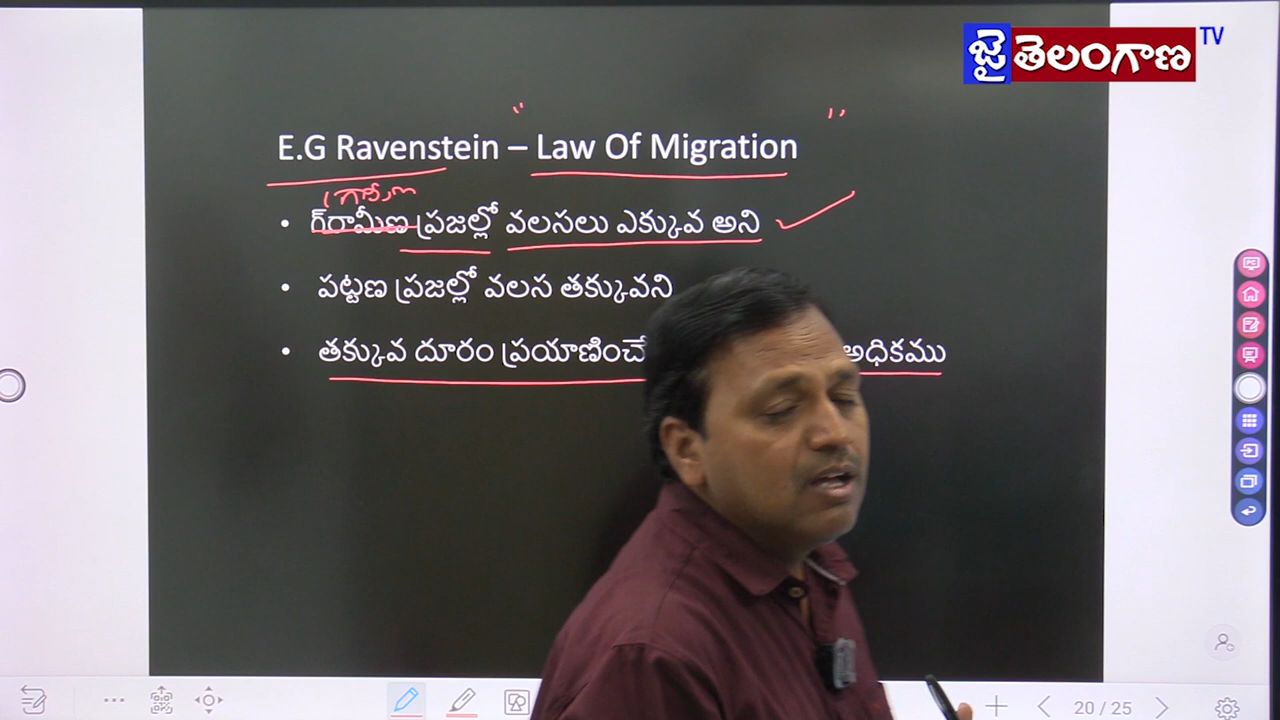 జై తెలంగాణ TV
E.G Ravenstein – Law Of Migration
గ్రామీణ
గ్‌రామీణ ప్రజల్లో వలసలు ఎక్కువ అని
పట్టణ ప్రజల్లో వలస తక్కువని
తక్కువ దూరం ప్రయాణించే అధికము
20 / 25